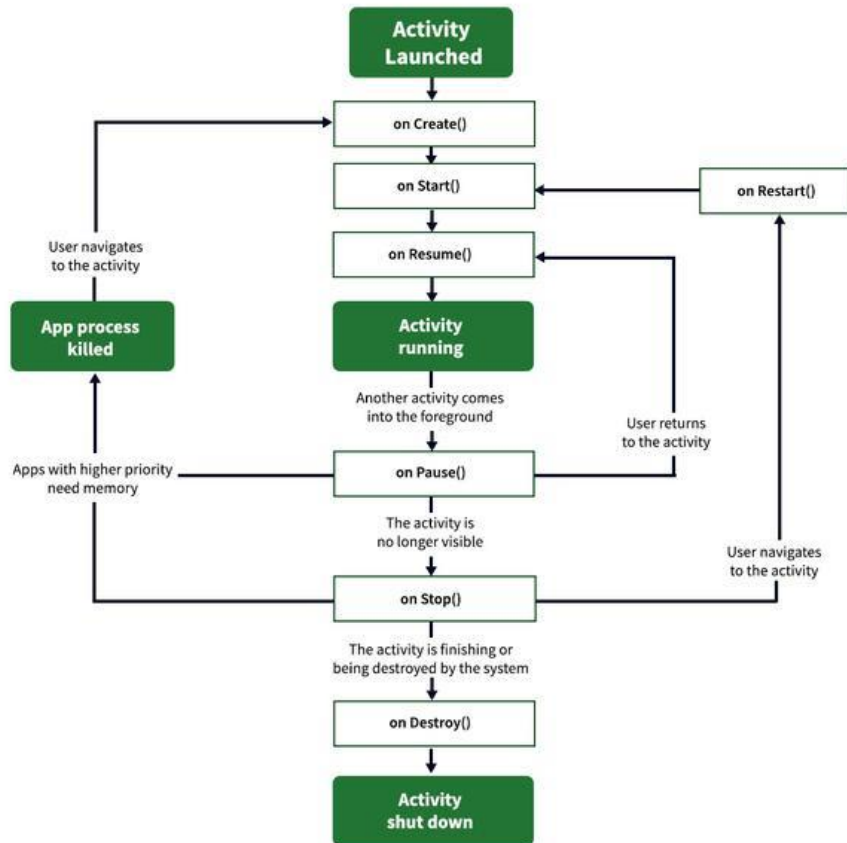 Activity
Launched
on Create()
on Start()
on Restart()
on Resume()
User navigates
to the activity
App process
killed
Activity
running
Another activity comes
into the foreground
User returns
to the activity
Apps with higher priority
need memory
on Pause()
The activity is
no longer visible
User navigates
to the activity
on Stop()
The activity is finishing or
being destroyed by the system
on Destroy()
Activity
shut down